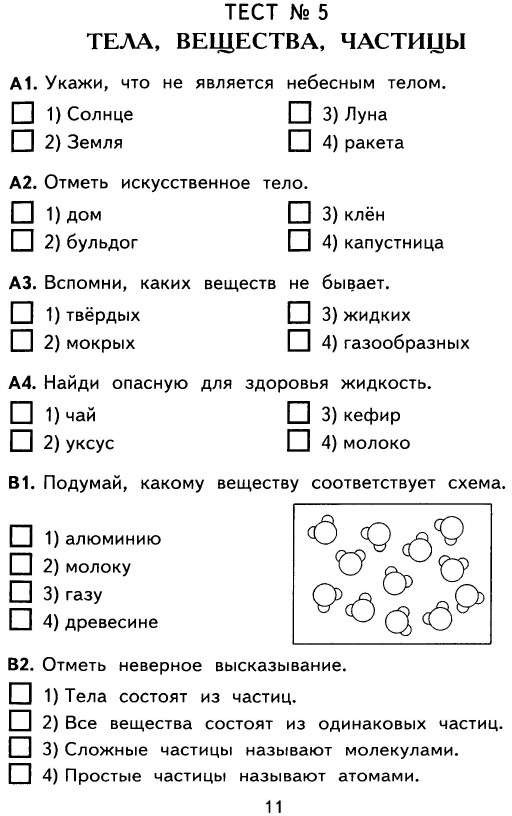 ТЕСТ № 5
ТЕЛА, ВЕЩЕСТВА, ЧАСТИЦЫ
А1. Укажи, что не является небесным телом.
1) Солнце 3) Луна
2) Земля 4) ракета
А2. Отметь искусственное тело.
1) дом 3) клён
2) бульдог 4) капустница
А3. Вспомни, каких веществ не бывает.
1) твёрдых 3) жидких
2) мокрых 4) газообразных
А4. Найди опасную для здоровья жидкость.
1) чай 3) кефир
2) уксус 4) молоко
В1. Подумай, какому веществу соответствует схема.
1) алюминию
2) молоку
3) газу
4) древесине
В2. Отметь неверное высказывание.
1) Тела состоят из частиц.
2) Все вещества состоят из одинаковых частиц.
3) Сложные частицы называют молекулами.
4) Простые частицы называют атомами.
11